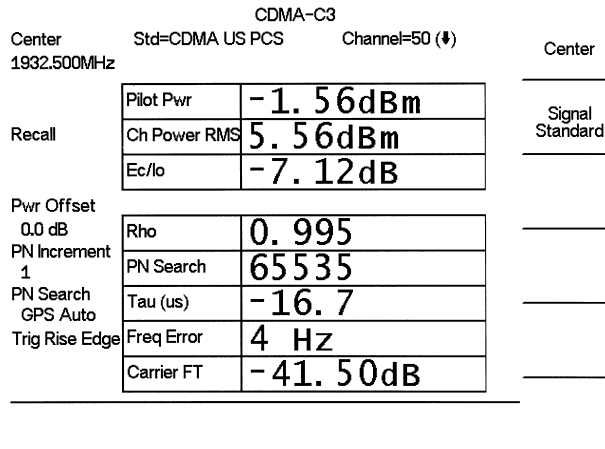 CDMA-C3
Center Std=CDMA US PCS Channel=50 (⬇)
1932.500MHz
Center
Pilot Pwr -1.56dBm
Signal
Standard
Recall Ch Power RMS 5.56dBm
Ec/Io -7.12dB
Pwr Offset
0.0 dB
Rho 0.995
PN Increment
1
PN Search 65535
PN Search
GPS Auto
Tau (us) -16.7
Trig Rise Edge Freq Error 4 Hz
Carrier FT -41.50dB